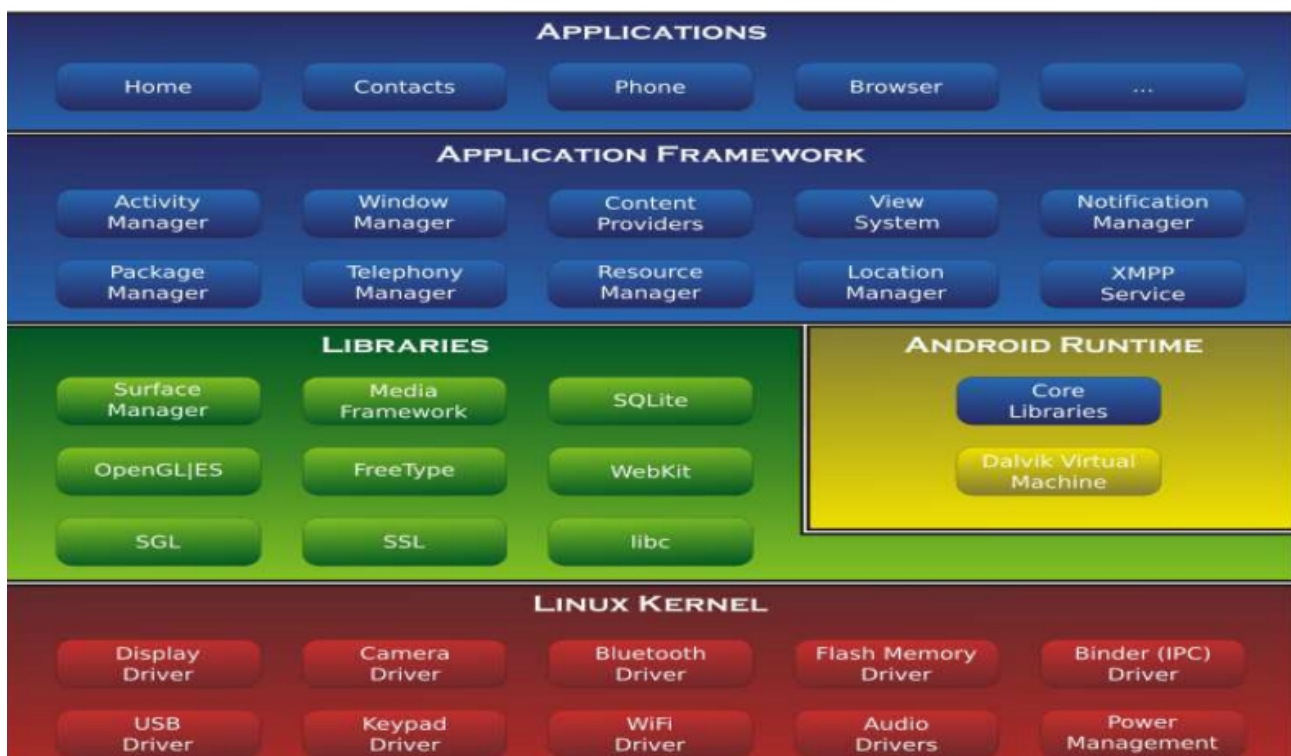 APPLICATIONS
Home
Contacts
Phone
Browser
...
APPLICATION FRAMEWORK
Activity
Manager
Window
Manager
Content
Providers
View
System
Notification
Manager
Package
Manager
Telephony
Manager
Resource
Manager
Location
Manager
XMPP
Service
LIBRARIES
Surface
Manager
Media
Framework
SQLite
OpenGL|ES
FreeType
WebKit
SGL
SSL
libc
ANDROID RUNTIME
Core
Libraries
Dalvik Virtual
Machine
LINUX KERNEL
Display
Driver
Camera
Driver
Bluetooth
Driver
Flash Memory
Driver
Binder (IPC)
Driver
USB
Driver
Keypad
Driver
WiFi
Driver
Audio
Drivers
Power
Management